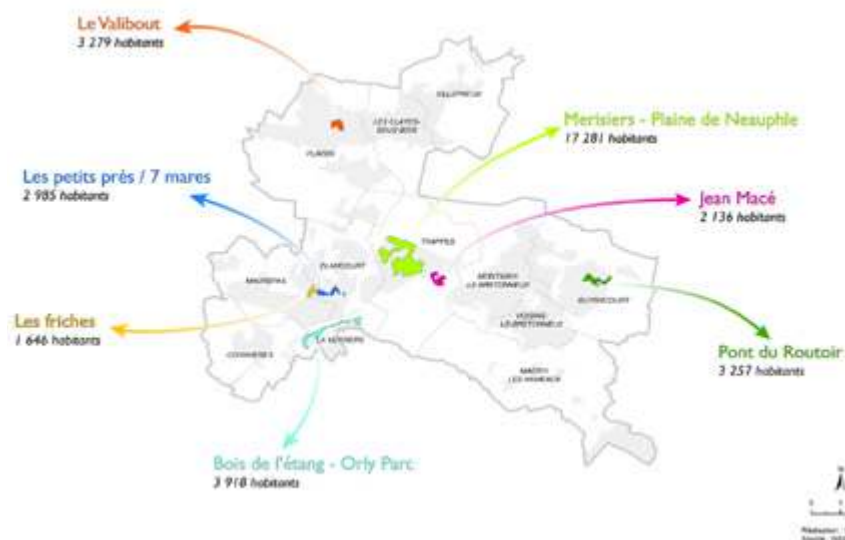 Le Valibout
3 279 habitants
VILLEPREUX
LES CLAYES-
SOUS-BOIS
PLAISIR
Merisiers - Plaine de Neauphle
17 281 habitants
Les petits prés / 7 mares
2 985 habitants
Jean Macé
2 136 habitants
TRAPPES
ELANCOURT
MAUREPAS
MONTIGNY-
LE-BRETONNEUX
GUYANCOURT
Les friches
1 646 habitants
VOISINS-
LE-BRETONNEUX
LA VERRIERE
COIGNIERES
Pont du Routoir
3 257 habitants
MAGNY-
LES-HAMEAUX
Bois de l'étang - Orly Parc
3 918 habitants